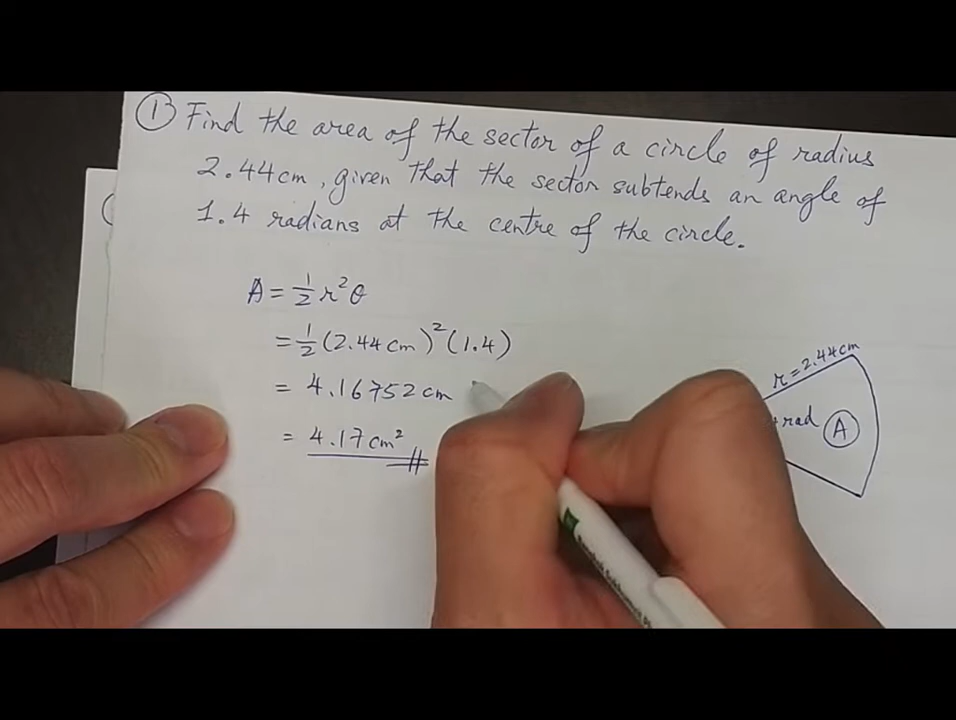 ① Find the area of the sector of a circle of radius
2.44cm, given that the sector subtends an angle of
1.4 radians at the centre of the circle.
A = 1/2 r²θ
= 1/2 (2.44cm)² (1.4)
= 4.16752cm
= 4.17cm²
r = 2.44cm
rad
A